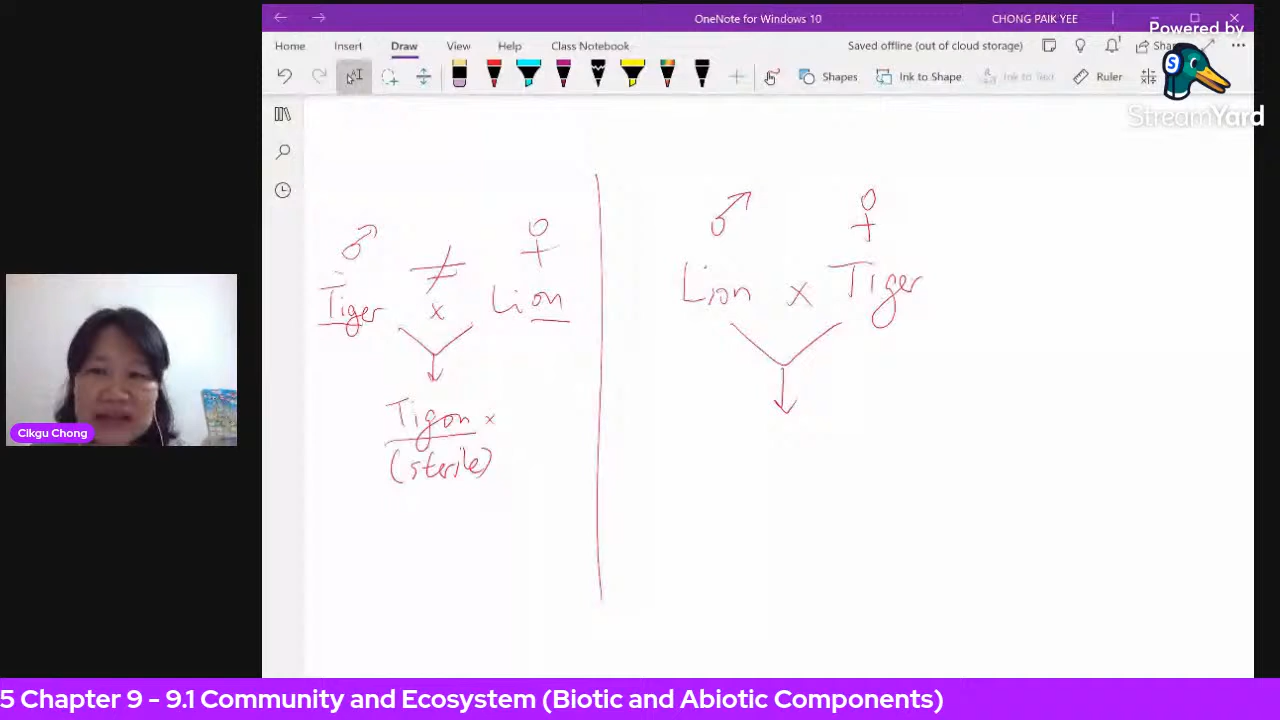 OneNote for Windows 10
CHONG PAIK YEE
Powered by
StreamYard
Home Insert Draw View Help Class Notebook
Saved offline (out of cloud storage)
Shapes Ink to Shape Ink to Text Ruler
♂ ♀
Tiger ≠ x Lion
Tigon ×
(sterile)
♂ ♀
Lion x Tiger
Cikgu Chong
5 Chapter 9 - 9.1 Community and Ecosystem (Biotic and Abiotic Components)